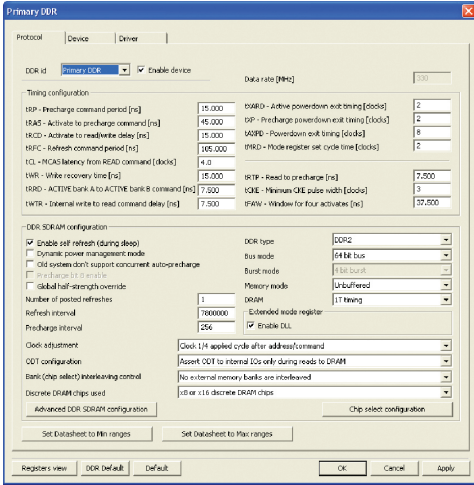 Primary DDR
Protocol Device Driver
DDR id Primary DDR Enable device
Data rate [MHz] 330
Timing configuration
tRP - Precharge command period [ns] 15.000
tRAS - Activate to precharge command [ns] 45.000
tRCD - Activate to read/write delay [ns] 15.000
tRFC - Refresh command period [ns] 105.000
tCL - MCAS latency from READ command [clocks] 4.0
tWR - Write recovery time [ns] 15.000
tRRD - ACTIVE bank A to ACTIVE bank B command [ns] 7.500
tWTR - Internal write to read command delay [ns] 7.500
tXARD - Active powerdown exit timing [clocks] 2
tXP - Precharge powerdown exit timing [clocks] 2
tAXPD - Powerdown exit timing [clocks] 8
tMRD - Mode register set cycle time [clocks] 2
tRTP - Read to precharge [ns] 7.500
tCKE - Minimum CKE pulse width [clocks] 3
tFAW - Window for four activates [ns] 37.500
DDR SDRAM configuration
Enable self refresh (during sleep)
Dynamic power management mode
Old system don't support concurrent auto-precharge
Precharge bit 8 enable
Global half-strength override
Number of posted refreshes 1
Refresh interval 7800000
Precharge interval 256
DDR type DDR2
Bus mode 64 bit bus
Burst mode 4 bit burst
Memory mode Unbuffered
DRAM 1T timing
Extended mode register
Enable DLL
Clock adjustment Clock 1/4 applied cycle after address/command
ODT configuration Assert ODT to internal IOs only during reads to DRAM
Bank (chip select) interleaving control No external memory banks are interleaved
Discrete DRAM chips used x8 or x16 discrete DRAM chips
Advanced DDR SDRAM configuration Chip select configuration
Set Datasheet to Min ranges Set Datasheet to Max ranges
Registers view DDR Default Default OK Cancel Apply